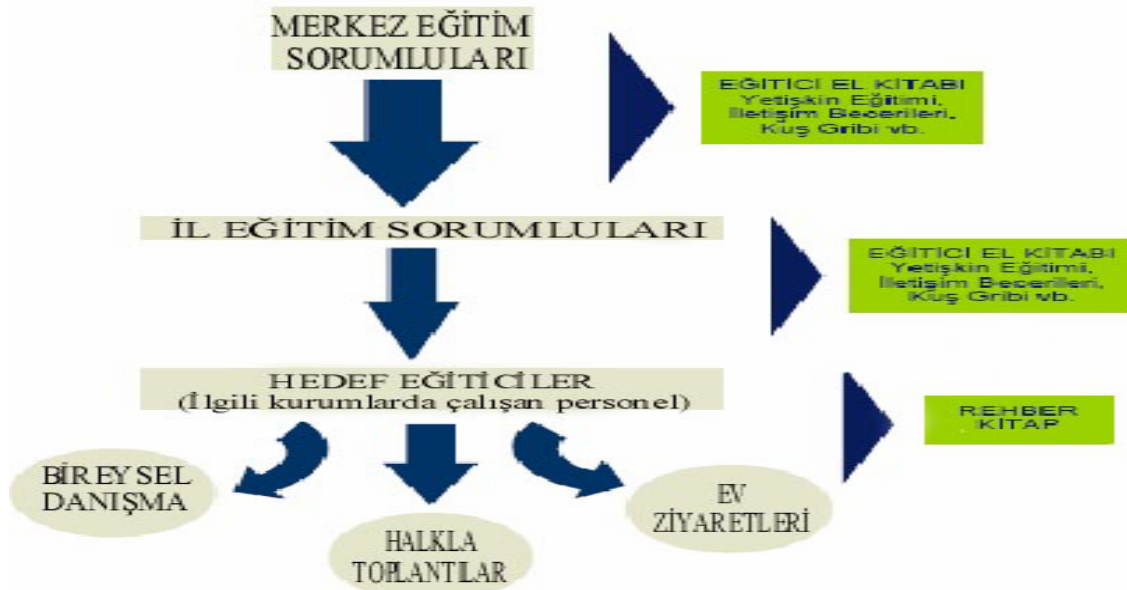 MERKEZ EĞİTİM
SORUMLULARI
EĞİTİCİ EL KİTABI
Yetişkin Eğitimi,
İletişim Becerileri,
Kuş Gribi vb.
İL EĞİTİM SORUMLULARI
EĞİTİCİ EL KİTABI
Yetişkin Eğitimi,
İletişim Becerileri,
Kuş Gribi vb.
HEDEF EĞİTİCİLER
(İlgili kurumlarda çalışan personel)
REHBER
KİTAP
BİREYSEL
DANIŞMA
HALKLA
TOPLANTILAR
EV
ZİYARETLERİ